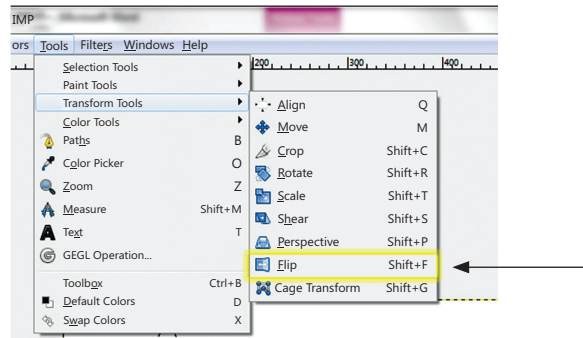 IMP
ors Tools Filters Windows Help
200 300 400
Selection Tools
Paint Tools
Transform Tools
Color Tools
Paths B
Color Picker O
Zoom Z
Measure Shift+M
Text T
GEGL Operation...
Toolbox Ctrl+B
Default Colors D
Swap Colors X
Align Q
Move M
Crop Shift+C
Rotate Shift+R
Scale Shift+T
Shear Shift+S
Perspective Shift+P
Flip Shift+F
Cage Transform Shift+G